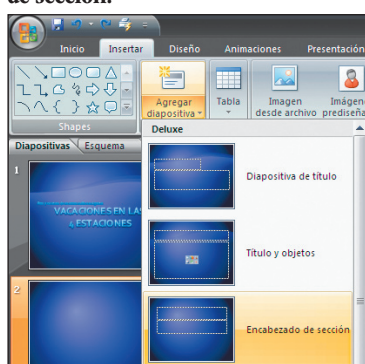 de sección.
Inicio Insertar Diseño Animaciones Presentación
Agregar diapositiva
Tabla
Imagen desde archivo
Imágen prediseña
Shapes
Deluxe
Diapositivas Esquema
1
VACACIONES EN LA
4 ESTACIONES
2
Diapositiva de título
Título y objetos
Encabezado de sección